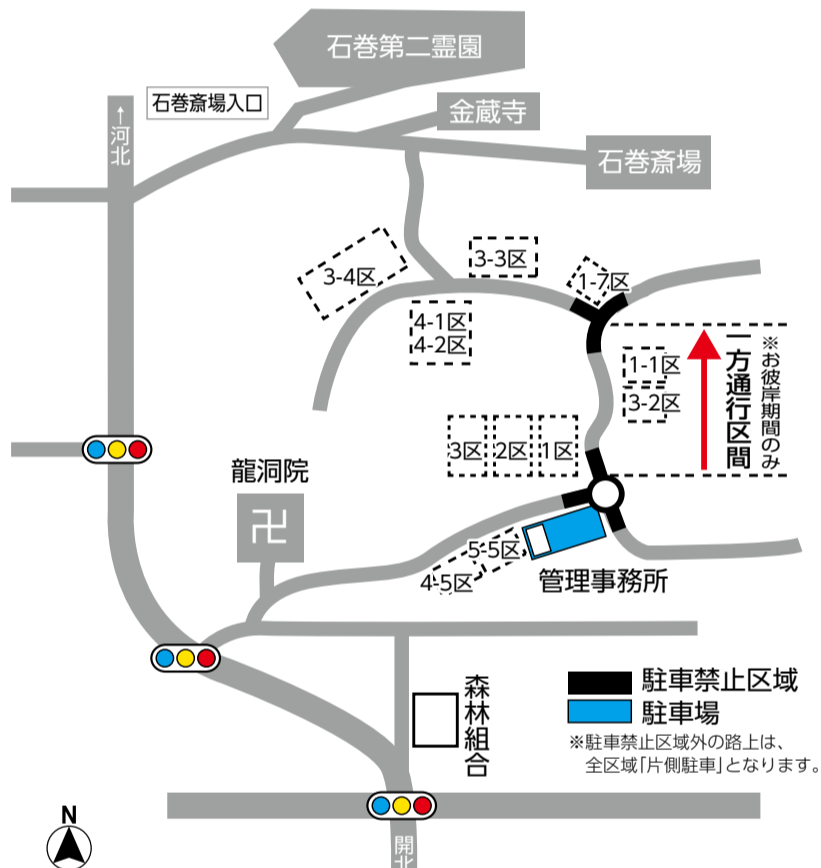 石巻第二霊園
石巻斎場入口
↑河北
金蔵寺
石巻斎場
3-3区
3-4区
1-7区
4-1区
4-2区
1-1区
3-2区
※お彼岸期間のみ
一方通行区間
3区
2区
1区
龍洞院
卍
5-5区
4-5区
管理事務所
森林組合
駐車禁止区域
駐車場
※駐車禁止区域外の路上は、
全区域「片側駐車」となります。
N
開北